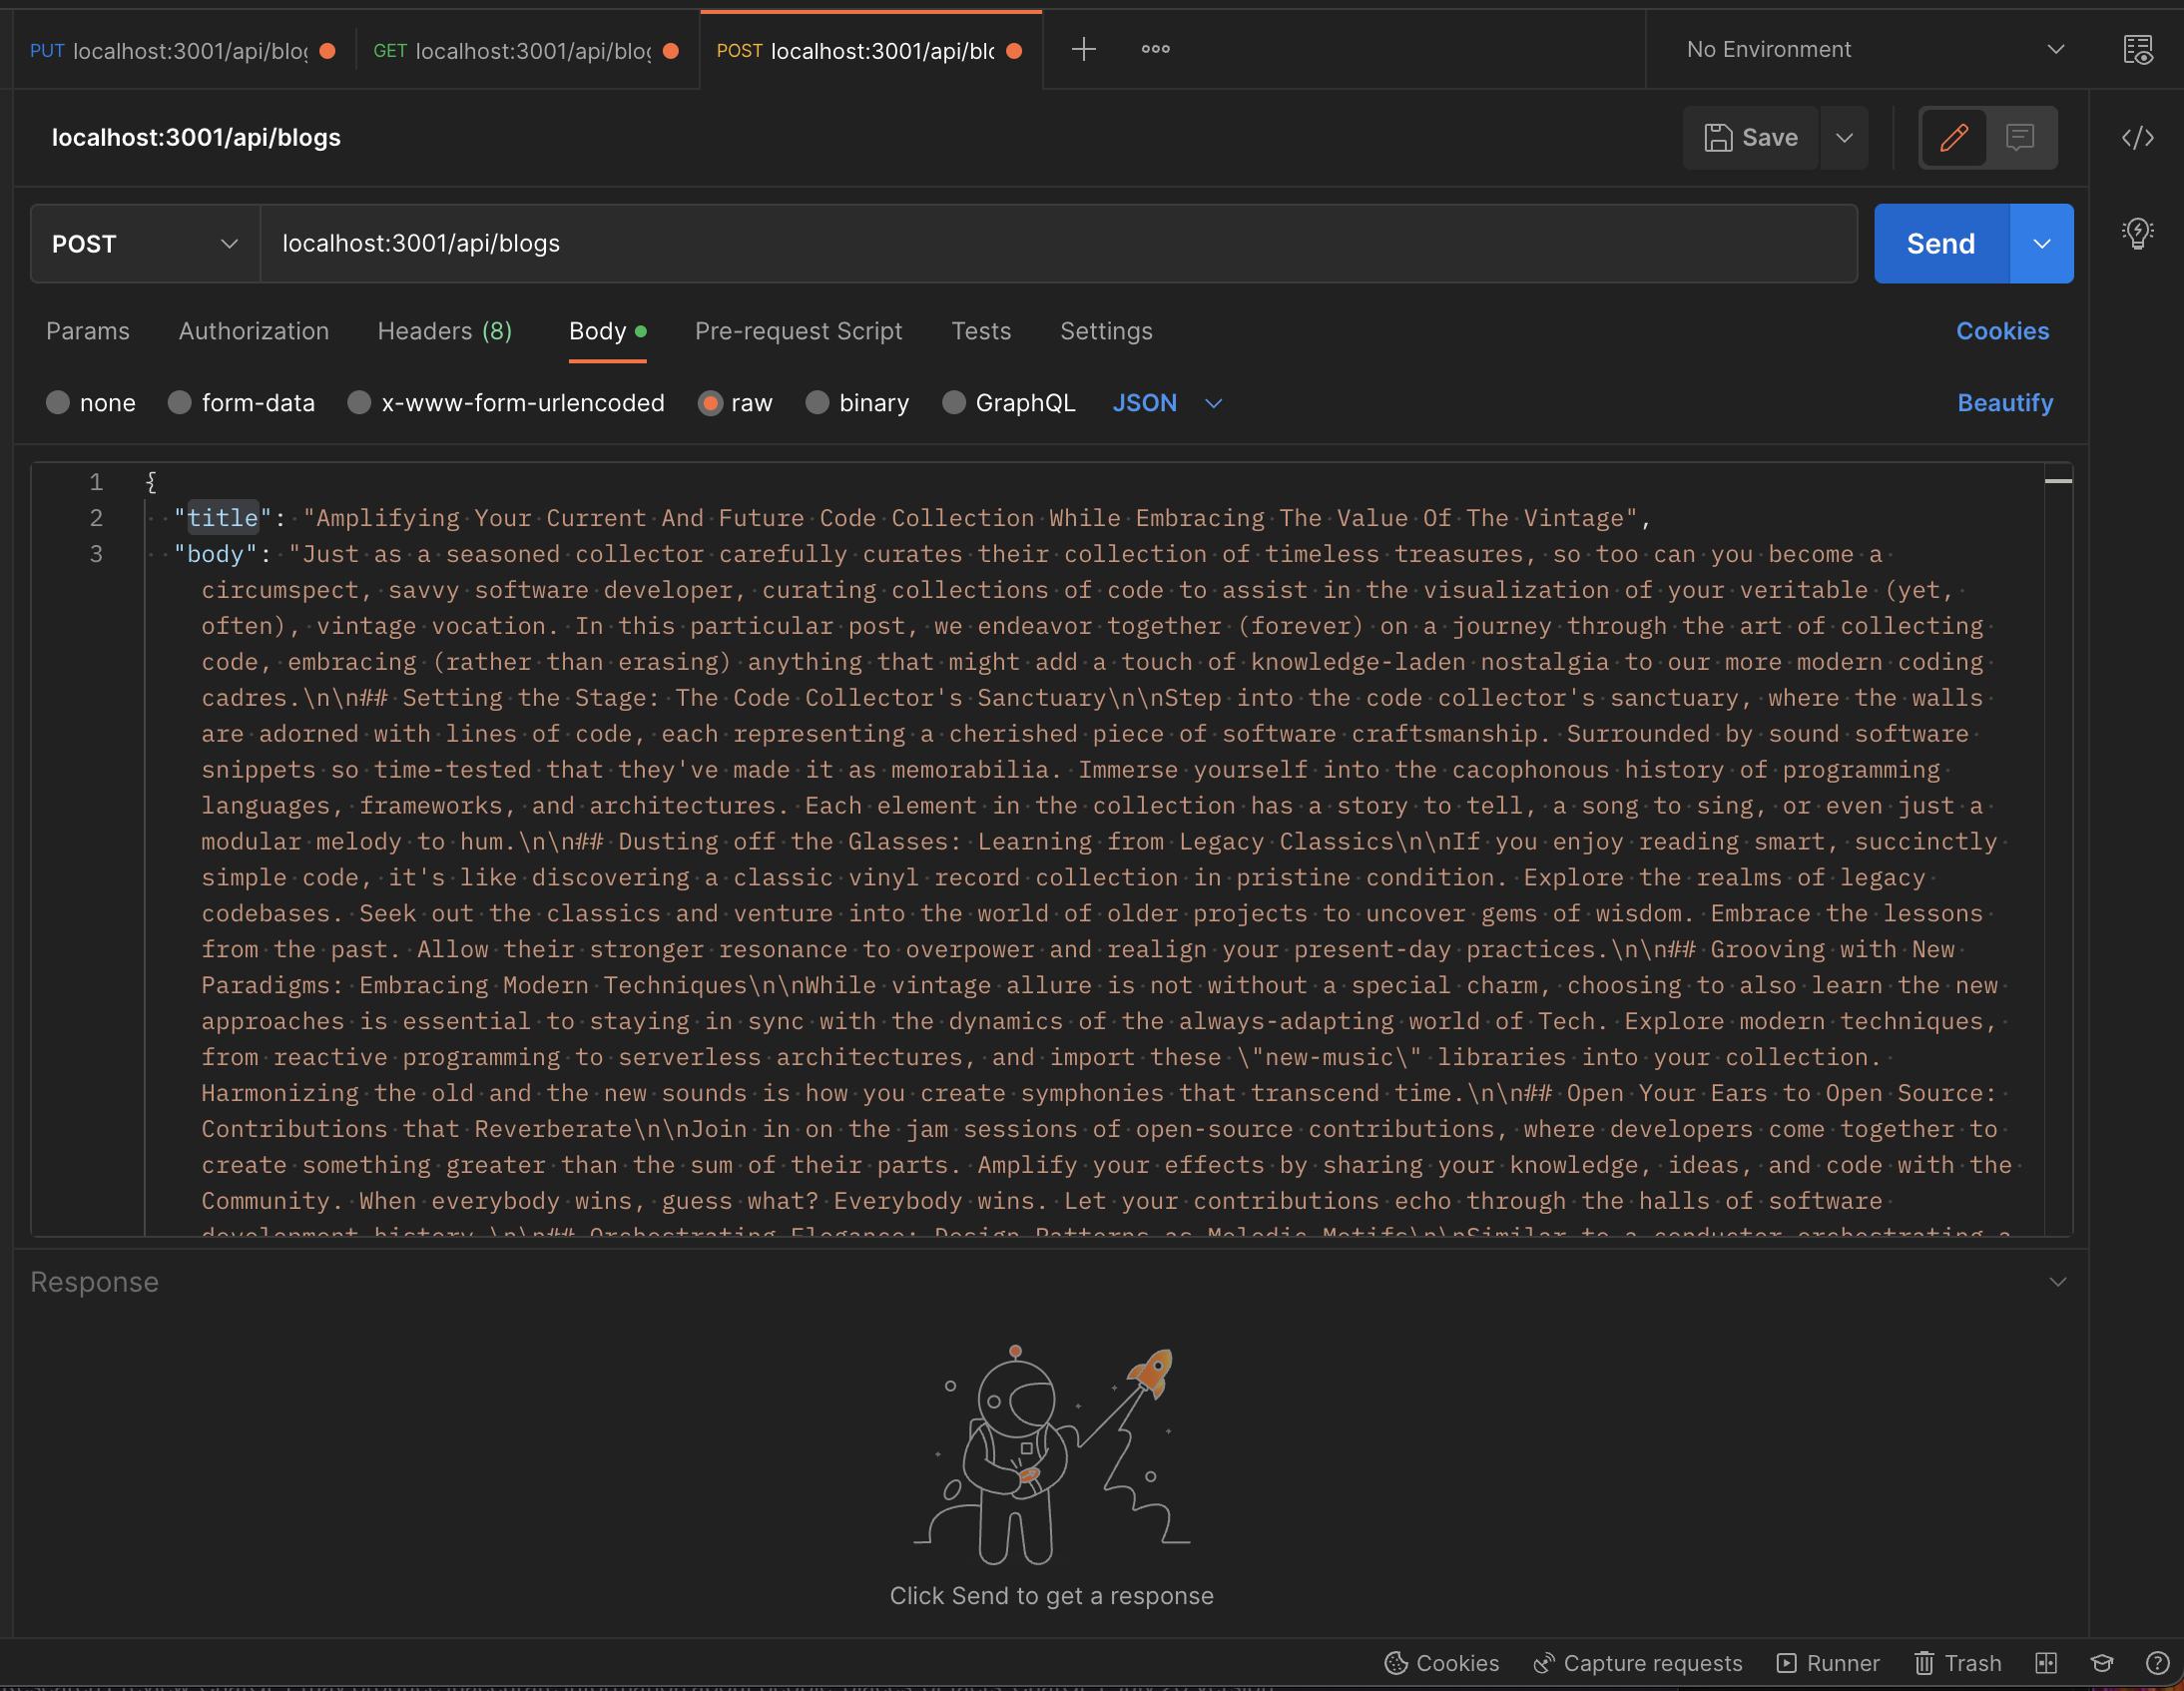 PUT localhost:3001/api/blog
GET localhost:3001/api/blog
POST localhost:3001/api/blo
No Environment
localhost:3001/api/blogs
Save
POST
localhost:3001/api/blogs
Send
Params Authorization Headers (8) Body Pre-request Script Tests Settings Cookies
none form-data x-www-form-urlencoded raw binary GraphQL JSON Beautify
1 {
2 "title": "Amplifying Your Current And Future Code Collection While Embracing The Value Of The Vintage",
3 "body": "Just as a seasoned collector carefully curates their collection of timeless treasures, so too can you become a
circumspect, savvy software developer, curating collections of code to assist in the visualization of your veritable (yet,
often), vintage vocation. In this particular post, we endeavor together (forever) on a journey through the art of collecting
code, embracing (rather than erasing) anything that might add a touch of knowledge-laden nostalgia to our more modern coding
cadres.\n\n## Setting the Stage: The Code Collector's Sanctuary\n\nStep into the code collector's sanctuary, where the walls
are adorned with lines of code, each representing a cherished piece of software craftsmanship. Surrounded by sound software
snippets so time-tested that they've made it as memorabilia. Immerse yourself into the cacophonous history of programming
languages, frameworks, and architectures. Each element in the collection has a story to tell, a song to sing, or even just a
modular melody to hum.\n\n## Dusting off the Glasses: Learning from Legacy Classics\n\nIf you enjoy reading smart, succinctly
simple code, it's like discovering a classic vinyl record collection in pristine condition. Explore the realms of legacy
codebases. Seek out the classics and venture into the world of older projects to uncover gems of wisdom. Embrace the lessons
from the past. Allow their stronger resonance to overpower and realign your present-day practices.\n\n## Grooving with New
Paradigms: Embracing Modern Techniques\n\nWhile vintage allure is not without a special charm, choosing to also learn the new
approaches is essential to staying in sync with the dynamics of the always-adapting world of Tech. Explore modern techniques,
from reactive programming to serverless architectures, and import these \"new-music\" libraries into your collection.
Harmonizing the old and the new sounds is how you create symphonies that transcend time.\n\n## Open Your Ears to Open Source:
Contributions that Reverberate\n\nJoin in on the jam sessions of open-source contributions, where developers come together to
create something greater than the sum of their parts. Amplify your effects by sharing your knowledge, ideas, and code with the
Community. When everybody wins, guess what? Everybody wins. Let your contributions echo through the halls of software
development history.\n\n## Orchestrating Elegance: Design Patterns as Melodic Motifs\n\nSimilar to a conductor orchestrating a
Response
Click Send to get a response
Cookies Capture requests Runner Trash